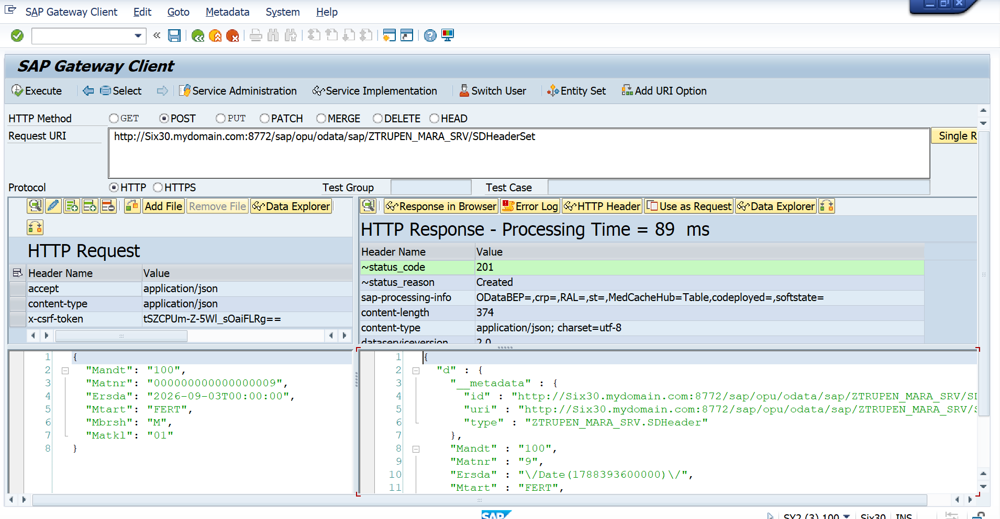 SAP Gateway Client Edit Goto Metadata System Help
SAP Gateway Client
Execute Select Service Administration Service Implementation Switch User Entity Set Add URI Option
HTTP Method GET POST PUT PATCH MERGE DELETE HEAD
Request URI http://Six30.mydomain.com:8772/sap/opu/odata/sap/ZTRUPEN_MARA_SRV/SDHeaderSet Single R
Protocol HTTP HTTPS Test Group Test Case
Add File Remove File Data Explorer
HTTP Request
Header Name Value
accept application/json
content-type application/json
x-csrf-token tSZCPUm-Z-5Wl_sOaiFLRg==
1 {
2 "Mandt": "100",
3 "Matnr": "000000000000000009",
4 "Ersda": "2026-09-03T00:00:00",
5 "Mtart": "FERT",
6 "Mbrsh": "M",
7 "Matkl": "01"
8 }
Response in Browser Error Log HTTP Header Use as Request Data Explorer
HTTP Response - Processing Time = 89 ms
Header Name Value
~status_code 201
~status_reason Created
sap-processing-info ODataBEP=,crp=,RAL=,st=,MedCacheHub=Table,codeployed=,softstate=
content-length 374
content-type application/json; charset=utf-8
dataserviceversion 2.0
1 {
2 "d" : {
3 "__metadata" : {
4 "id" : "http://Six30.mydomain.com:8772/sap/opu/odata/sap/ZTRUPEN_MARA_SRV/SI
5 "uri" : "http://Six30.mydomain.com:8772/sap/opu/odata/sap/ZTRUPEN_MARA_SRV/S
6 "type" : "ZTRUPEN_MARA_SRV.SDHeader"
7 },
8 "Mandt" : "100",
9 "Matnr" : "9",
10 "Ersda" : "\/Date(1788393600000)\/",
11 "Mtart" : "FERT",
SAP SY2 (3) 100 Six30 INS